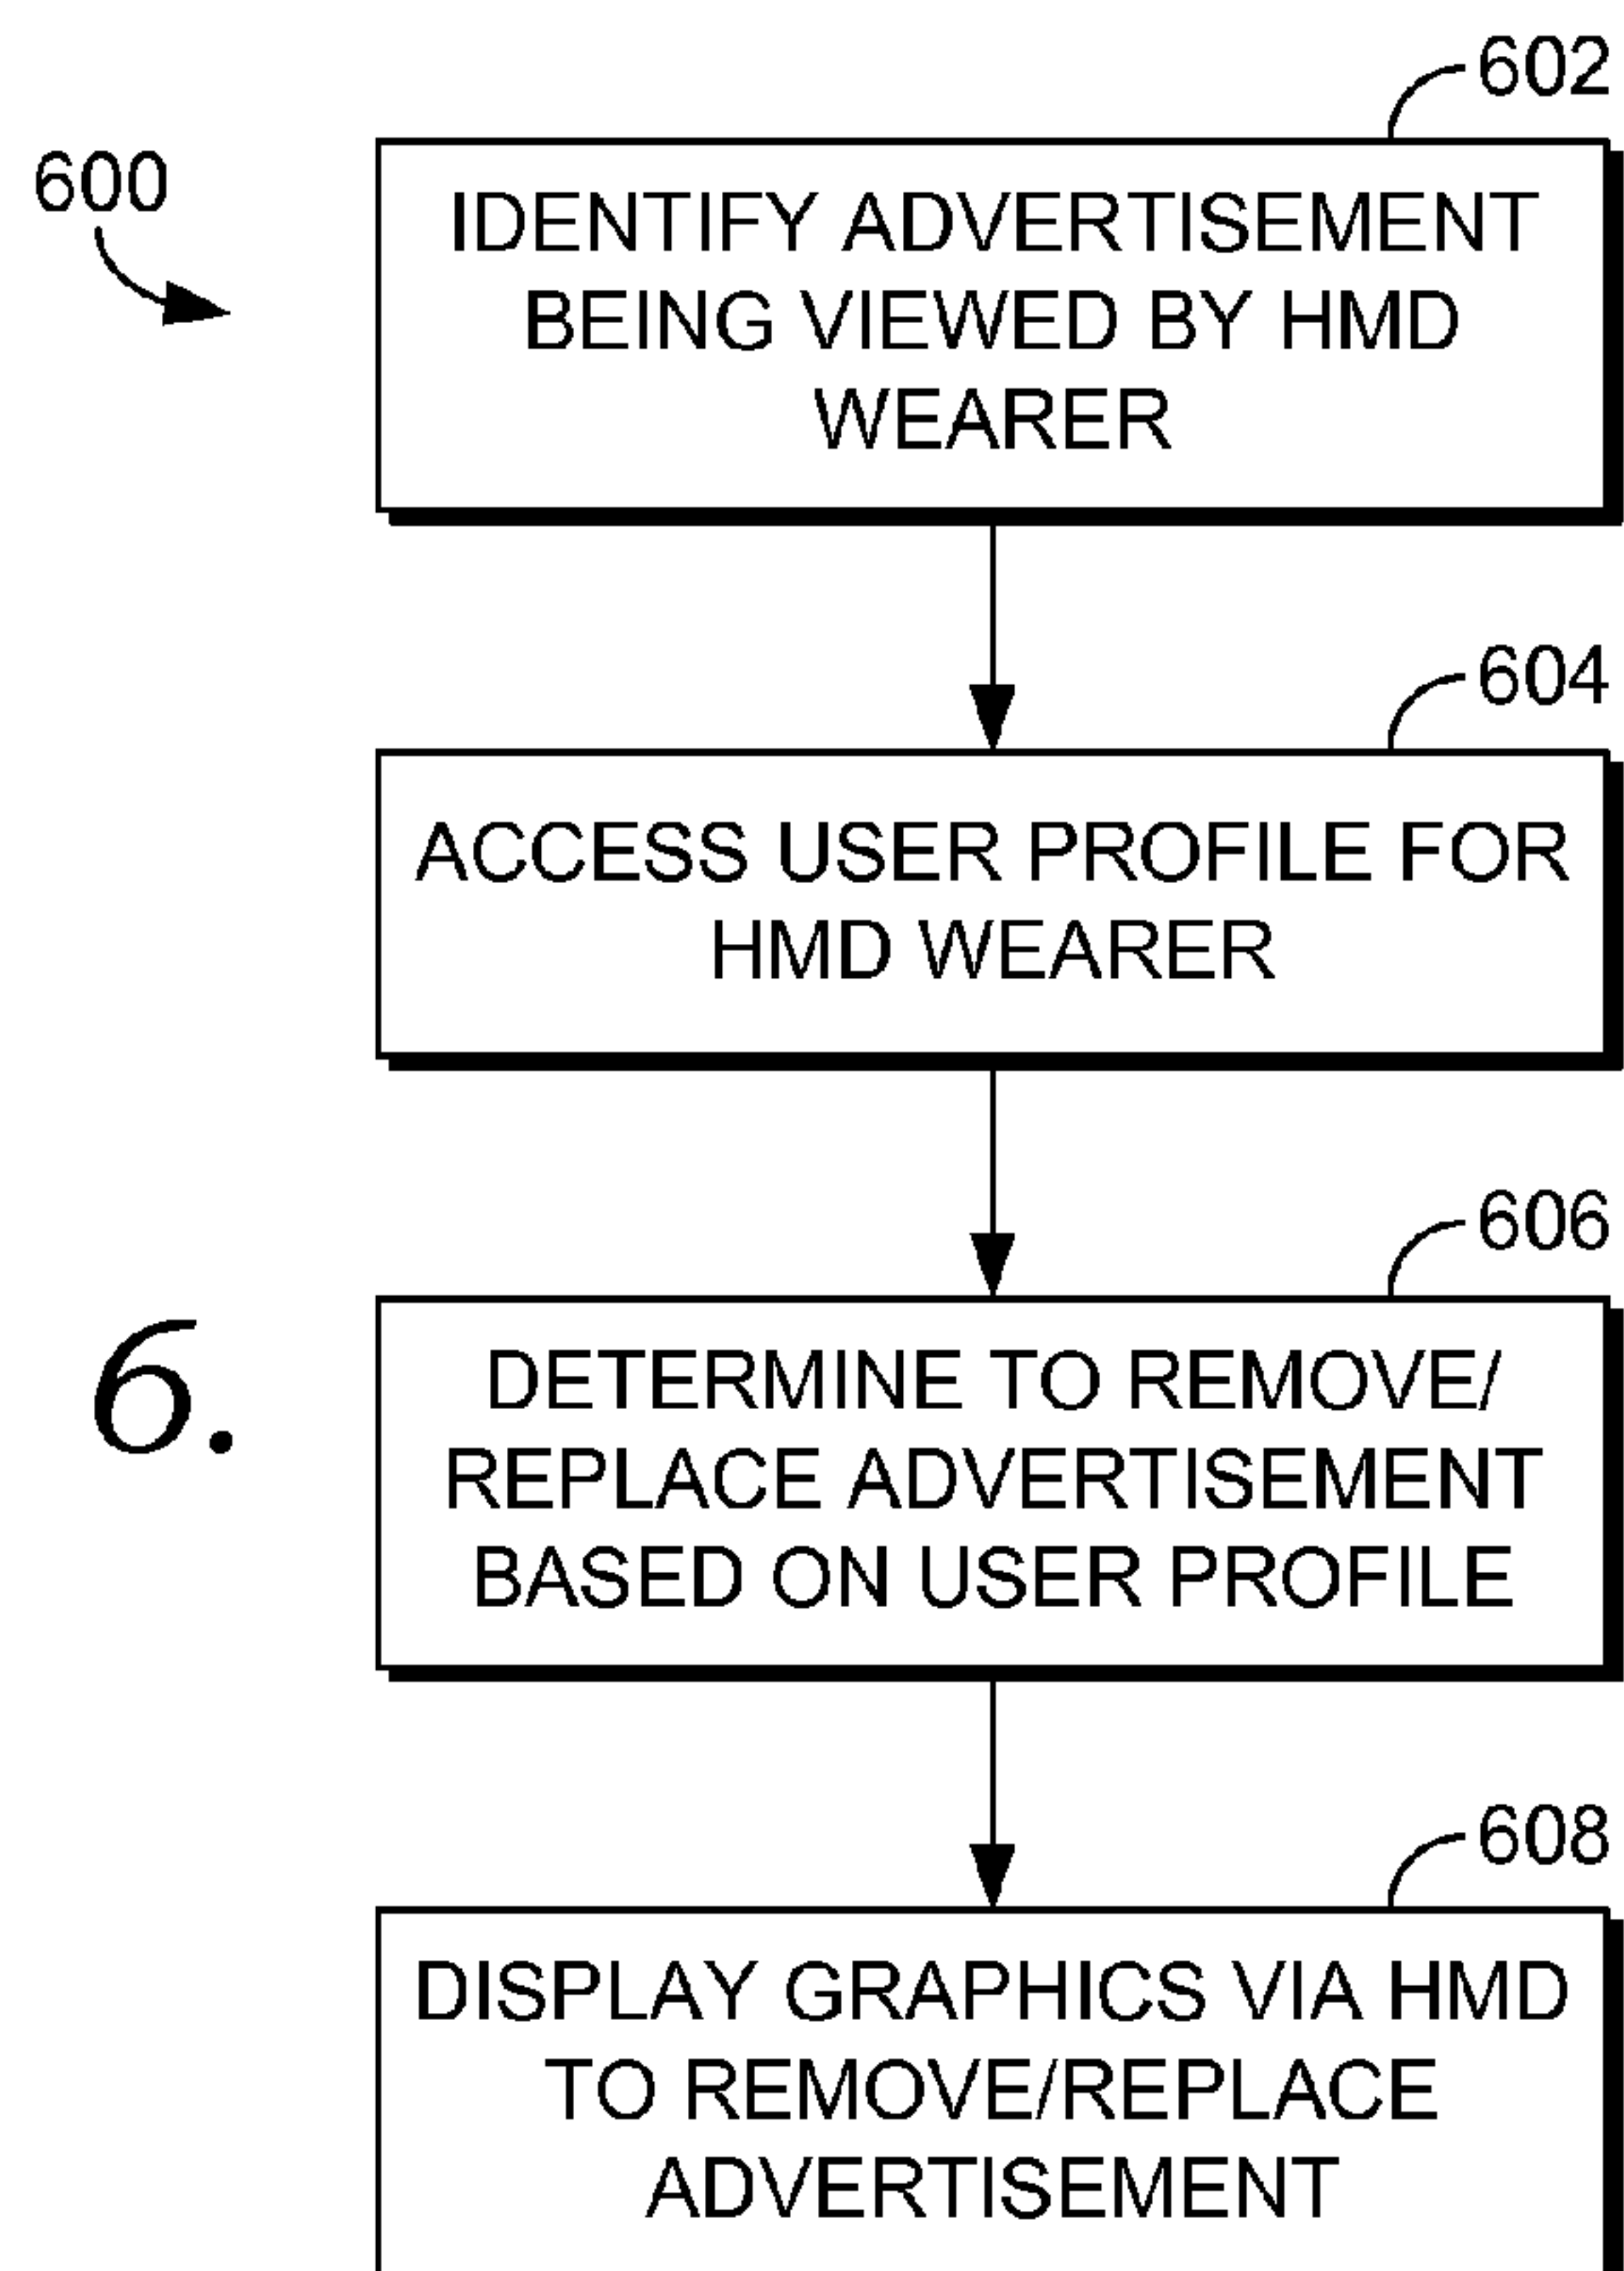 602
600
IDENTIFY ADVERTISEMENT
BEING VIEWED BY HMD
WEARER
604
ACCESS USER PROFILE FOR
HMD WEARER
606
6.
DETERMINE TO REMOVE/
REPLACE ADVERTISEMENT
BASED ON USER PROFILE
608
DISPLAY GRAPHICS VIA HMD
TO REMOVE/REPLACE
ADVERTISEMENT